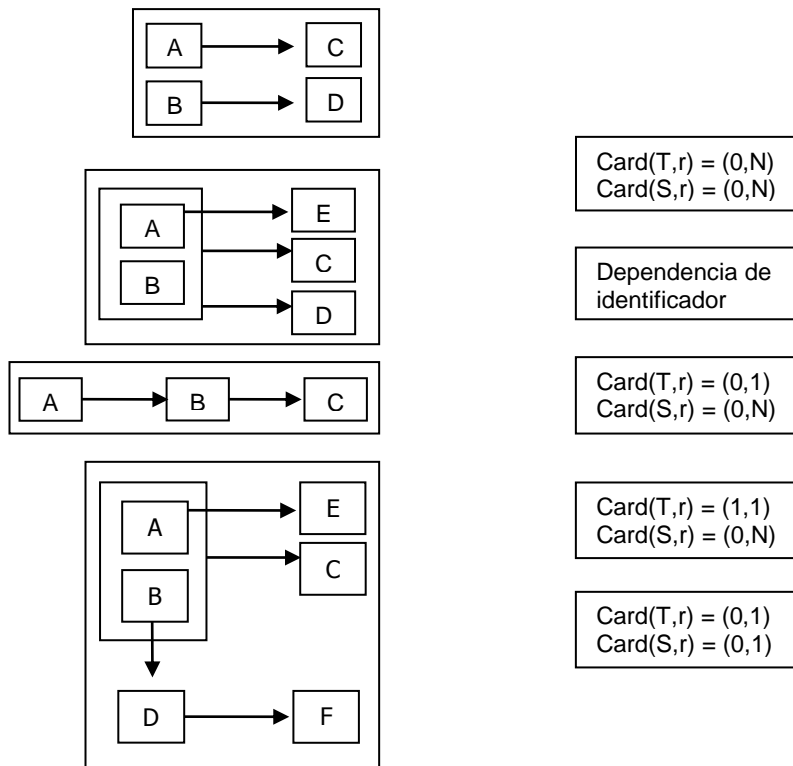 A C
B D
A E
C
B
D
A B C
A E
C
B
D F
Card(T,r) = (0,N)
Card(S,r) = (0,N)
Dependencia de
identificador
Card(T,r) = (0,1)
Card(S,r) = (0,N)
Card(T,r) = (1,1)
Card(S,r) = (0,N)
Card(T,r) = (0,1)
Card(S,r) = (0,1)